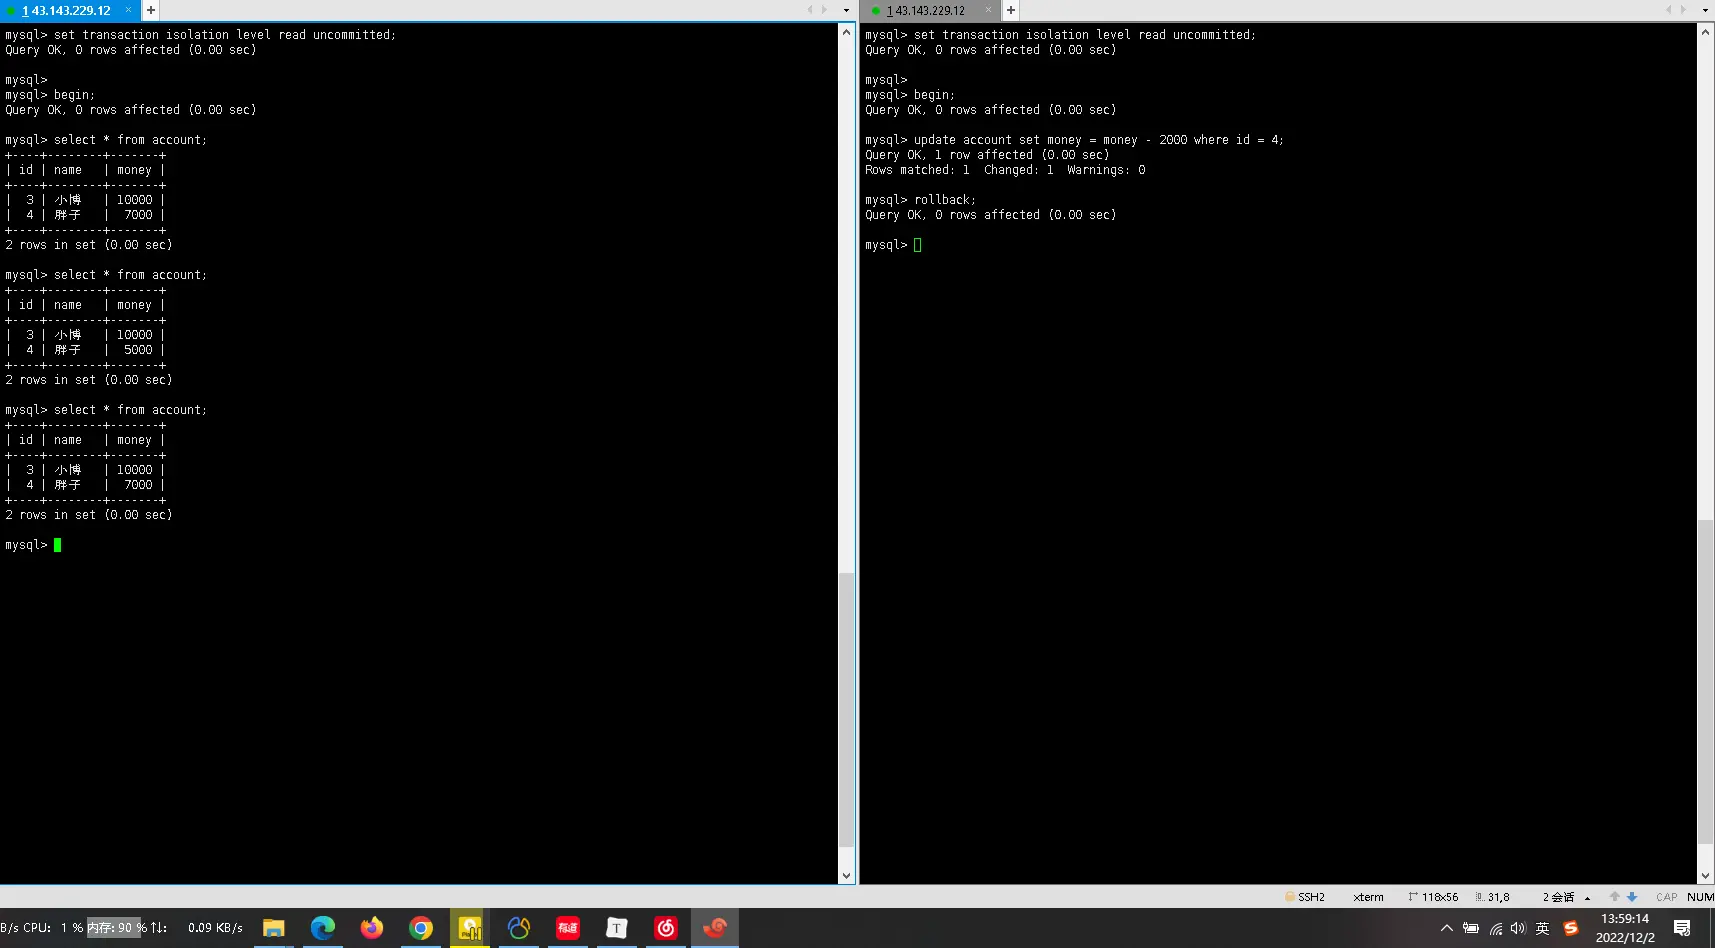 1 43.143.229.12 × +
mysql> set transaction isolation level read uncommitted;
Query OK, 0 rows affected (0.00 sec)
mysql>
mysql> begin;
Query OK, 0 rows affected (0.00 sec)
mysql> select * from account;
+----+--------+-------+
| id | name   | money |
+----+--------+-------+
|  3 | 小博   | 10000 |
|  4 | 胖子   |  7000 |
+----+--------+-------+
2 rows in set (0.00 sec)
mysql> select * from account;
+----+--------+-------+
| id | name   | money |
+----+--------+-------+
|  3 | 小博   | 10000 |
|  4 | 胖子   |  5000 |
+----+--------+-------+
2 rows in set (0.00 sec)
mysql> select * from account;
+----+--------+-------+
| id | name   | money |
+----+--------+-------+
|  3 | 小博   | 10000 |
|  4 | 胖子   |  7000 |
+----+--------+-------+
2 rows in set (0.00 sec)
mysql>
1 43.143.229.12 × +
mysql> set transaction isolation level read uncommitted;
Query OK, 0 rows affected (0.00 sec)
mysql>
mysql> begin;
Query OK, 0 rows affected (0.00 sec)
mysql> update account set money = money - 2000 where id = 4;
Query OK, 1 row affected (0.00 sec)
Rows matched: 1  Changed: 1  Warnings: 0
mysql> rollback;
Query OK, 0 rows affected (0.00 sec)
mysql>
SSH2 xterm 118x56 31,8 2 会话 CAP NUM
B/s CPU: 1 % 内存: 90 % ↑↓: 0.09 KB/s
有道
T
英
S
13:59:14
2022/12/2